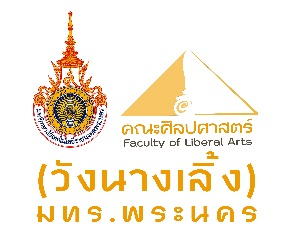 คณะศิลปศาสตร์
Faculty of Liberal Arts
(วังนางเลิ้ง)
มทร.พระนคร